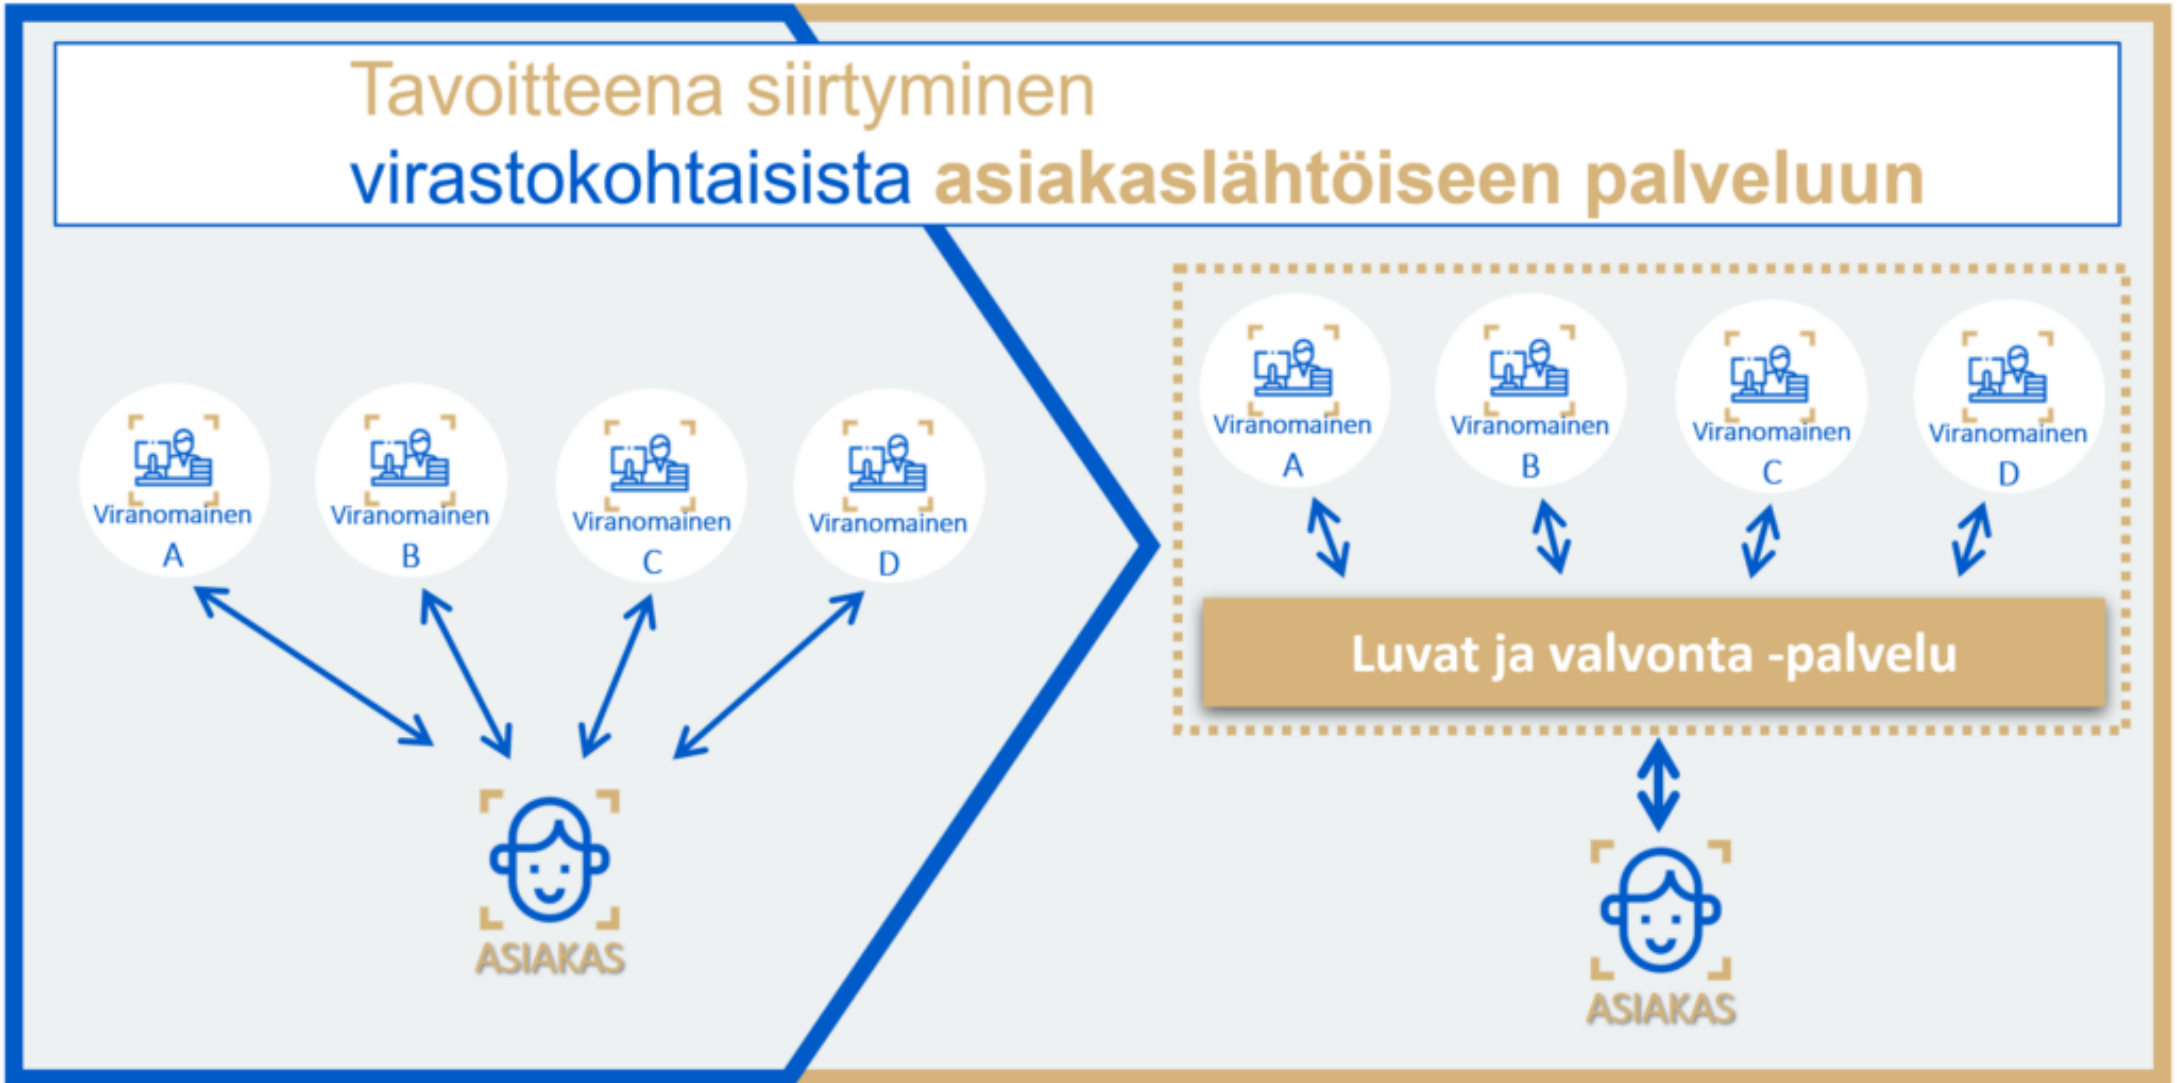 Tavoitteena siirtyminen
virastokohtaisista asiakaslähtöiseen palveluun
Viranomainen
A
Viranomainen
B
Viranomainen
C
Viranomainen
D
ASIAKAS
Viranomainen
A
Viranomainen
B
Viranomainen
C
Viranomainen
D
Luvat ja valvonta -palvelu
ASIAKAS